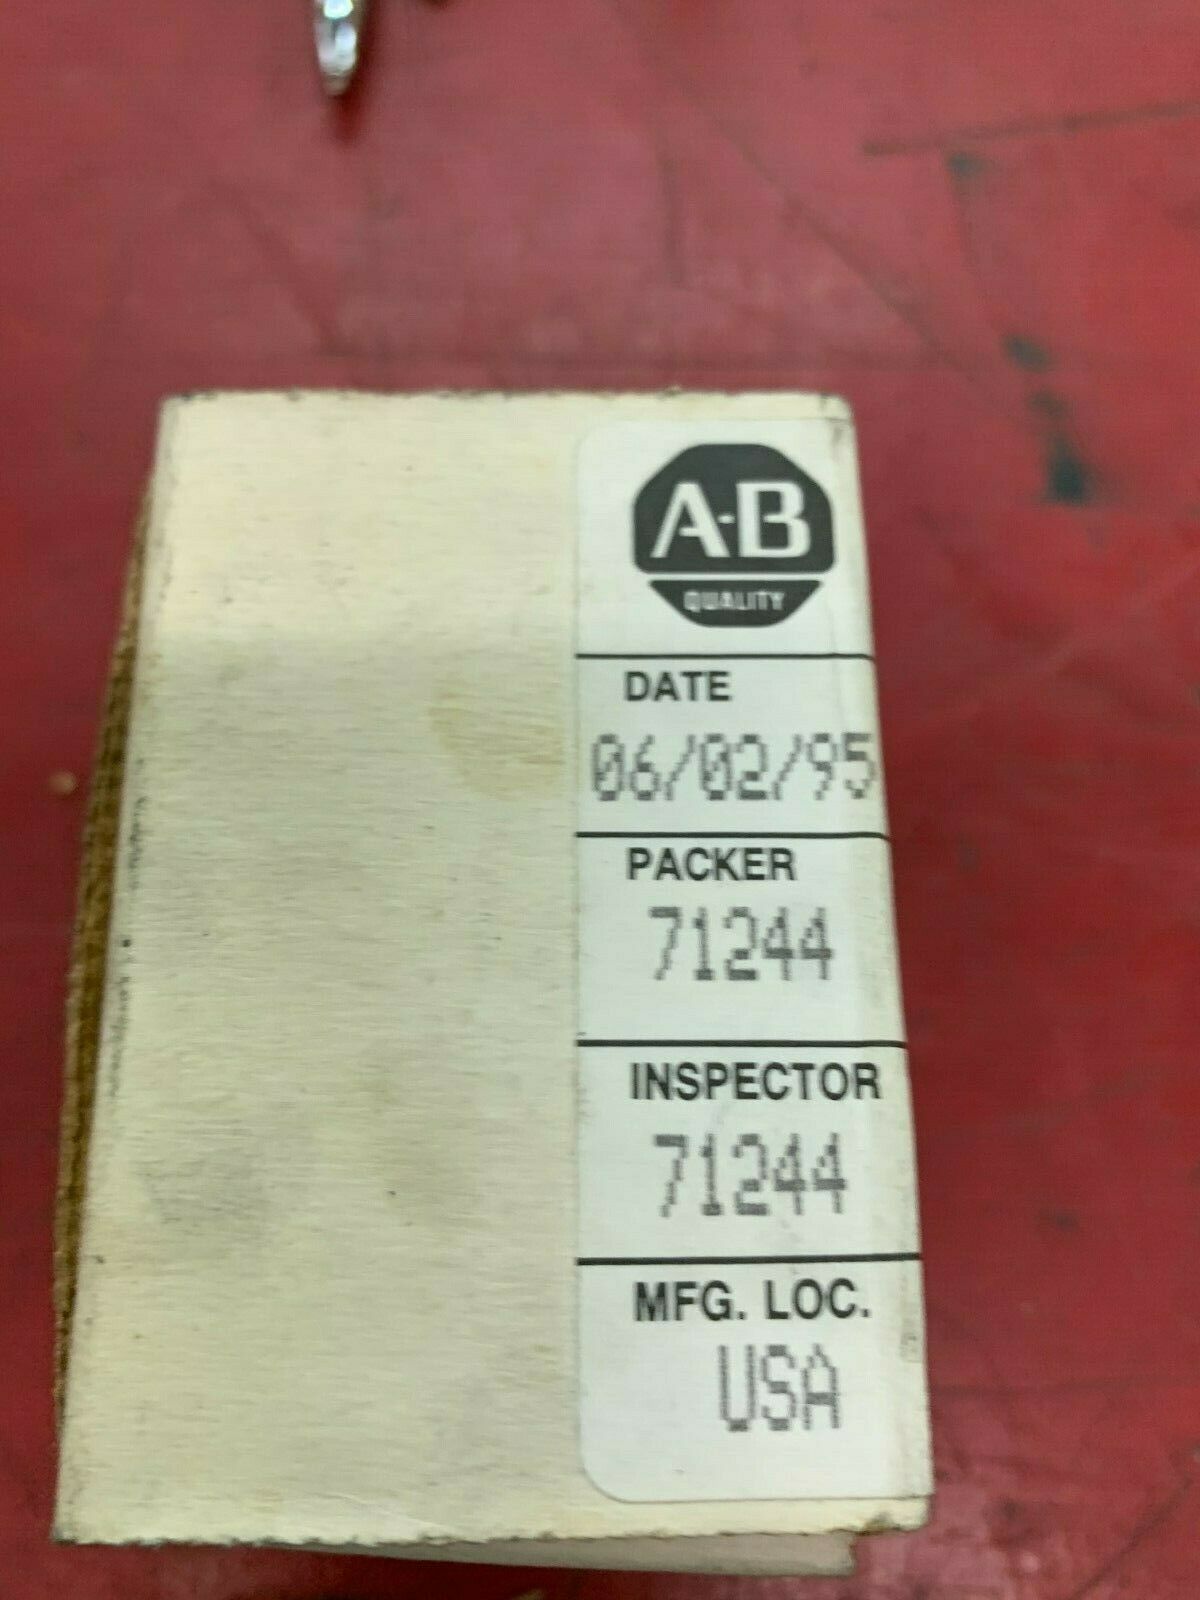 A-B
QUALITY
DATE
06/02/95
PACKER
71244
INSPECTOR
71244
MFG. LOC.
USA